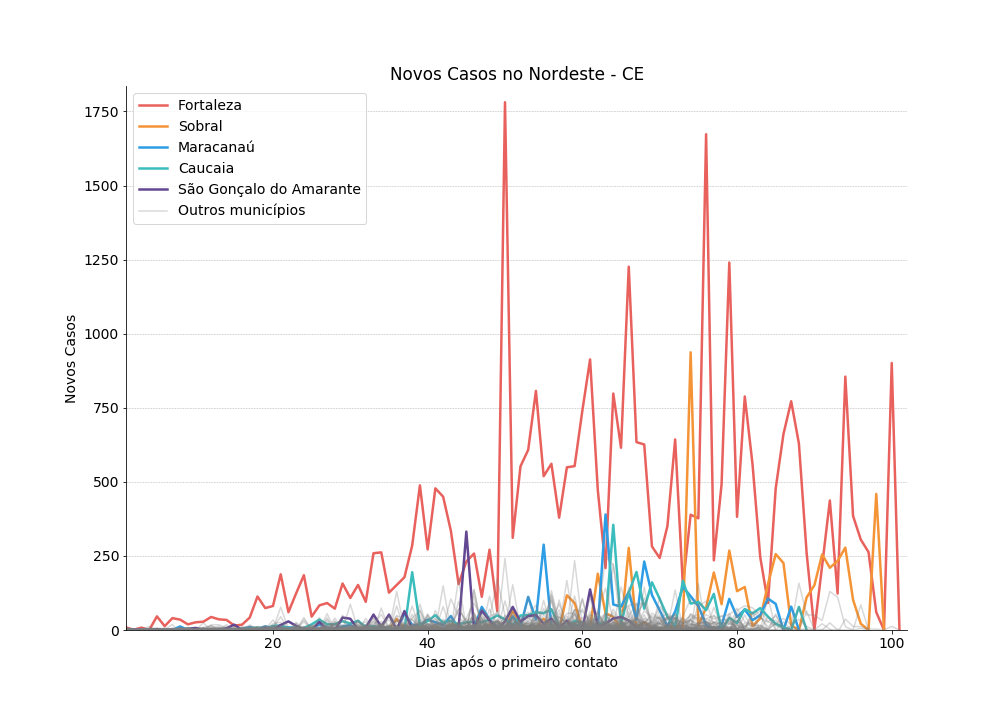 Novos Casos no Nordeste - CE
Fortaleza
Sobral
Maracanaú
Caucaia
São Gonçalo do Amarante
Outros municípios
Novos Casos
1750
1500
1250
1000
750
500
250
0
20
40
60
80
100
Dias após o primeiro contato